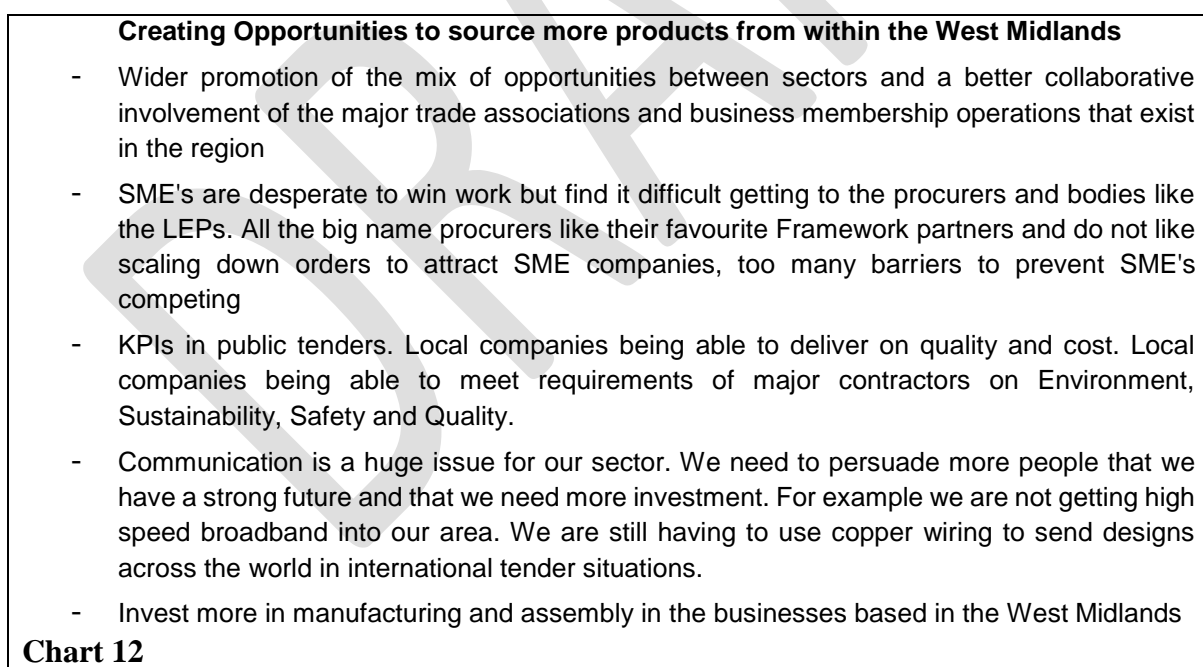 Creating Opportunities to source more products from within the West Midlands
- Wider promotion of the mix of opportunities between sectors and a better collaborative
involvement of the major trade associations and business membership operations that exist
in the region
- SME's are desperate to win work but find it difficult getting to the procurers and bodies like
the LEPs. All the big name procurers like their favourite Framework partners and do not like
scaling down orders to attract SME companies, too many barriers to prevent SME's
competing
- KPIs in public tenders. Local companies being able to deliver on quality and cost. Local
companies being able to meet requirements of major contractors on Environment,
Sustainability, Safety and Quality.
- Communication is a huge issue for our sector. We need to persuade more people that we
have a strong future and that we need more investment. For example we are not getting high
speed broadband into our area. We are still having to use copper wiring to send designs
across the world in international tender situations.
- Invest more in manufacturing and assembly in the businesses based in the West Midlands
Chart 12